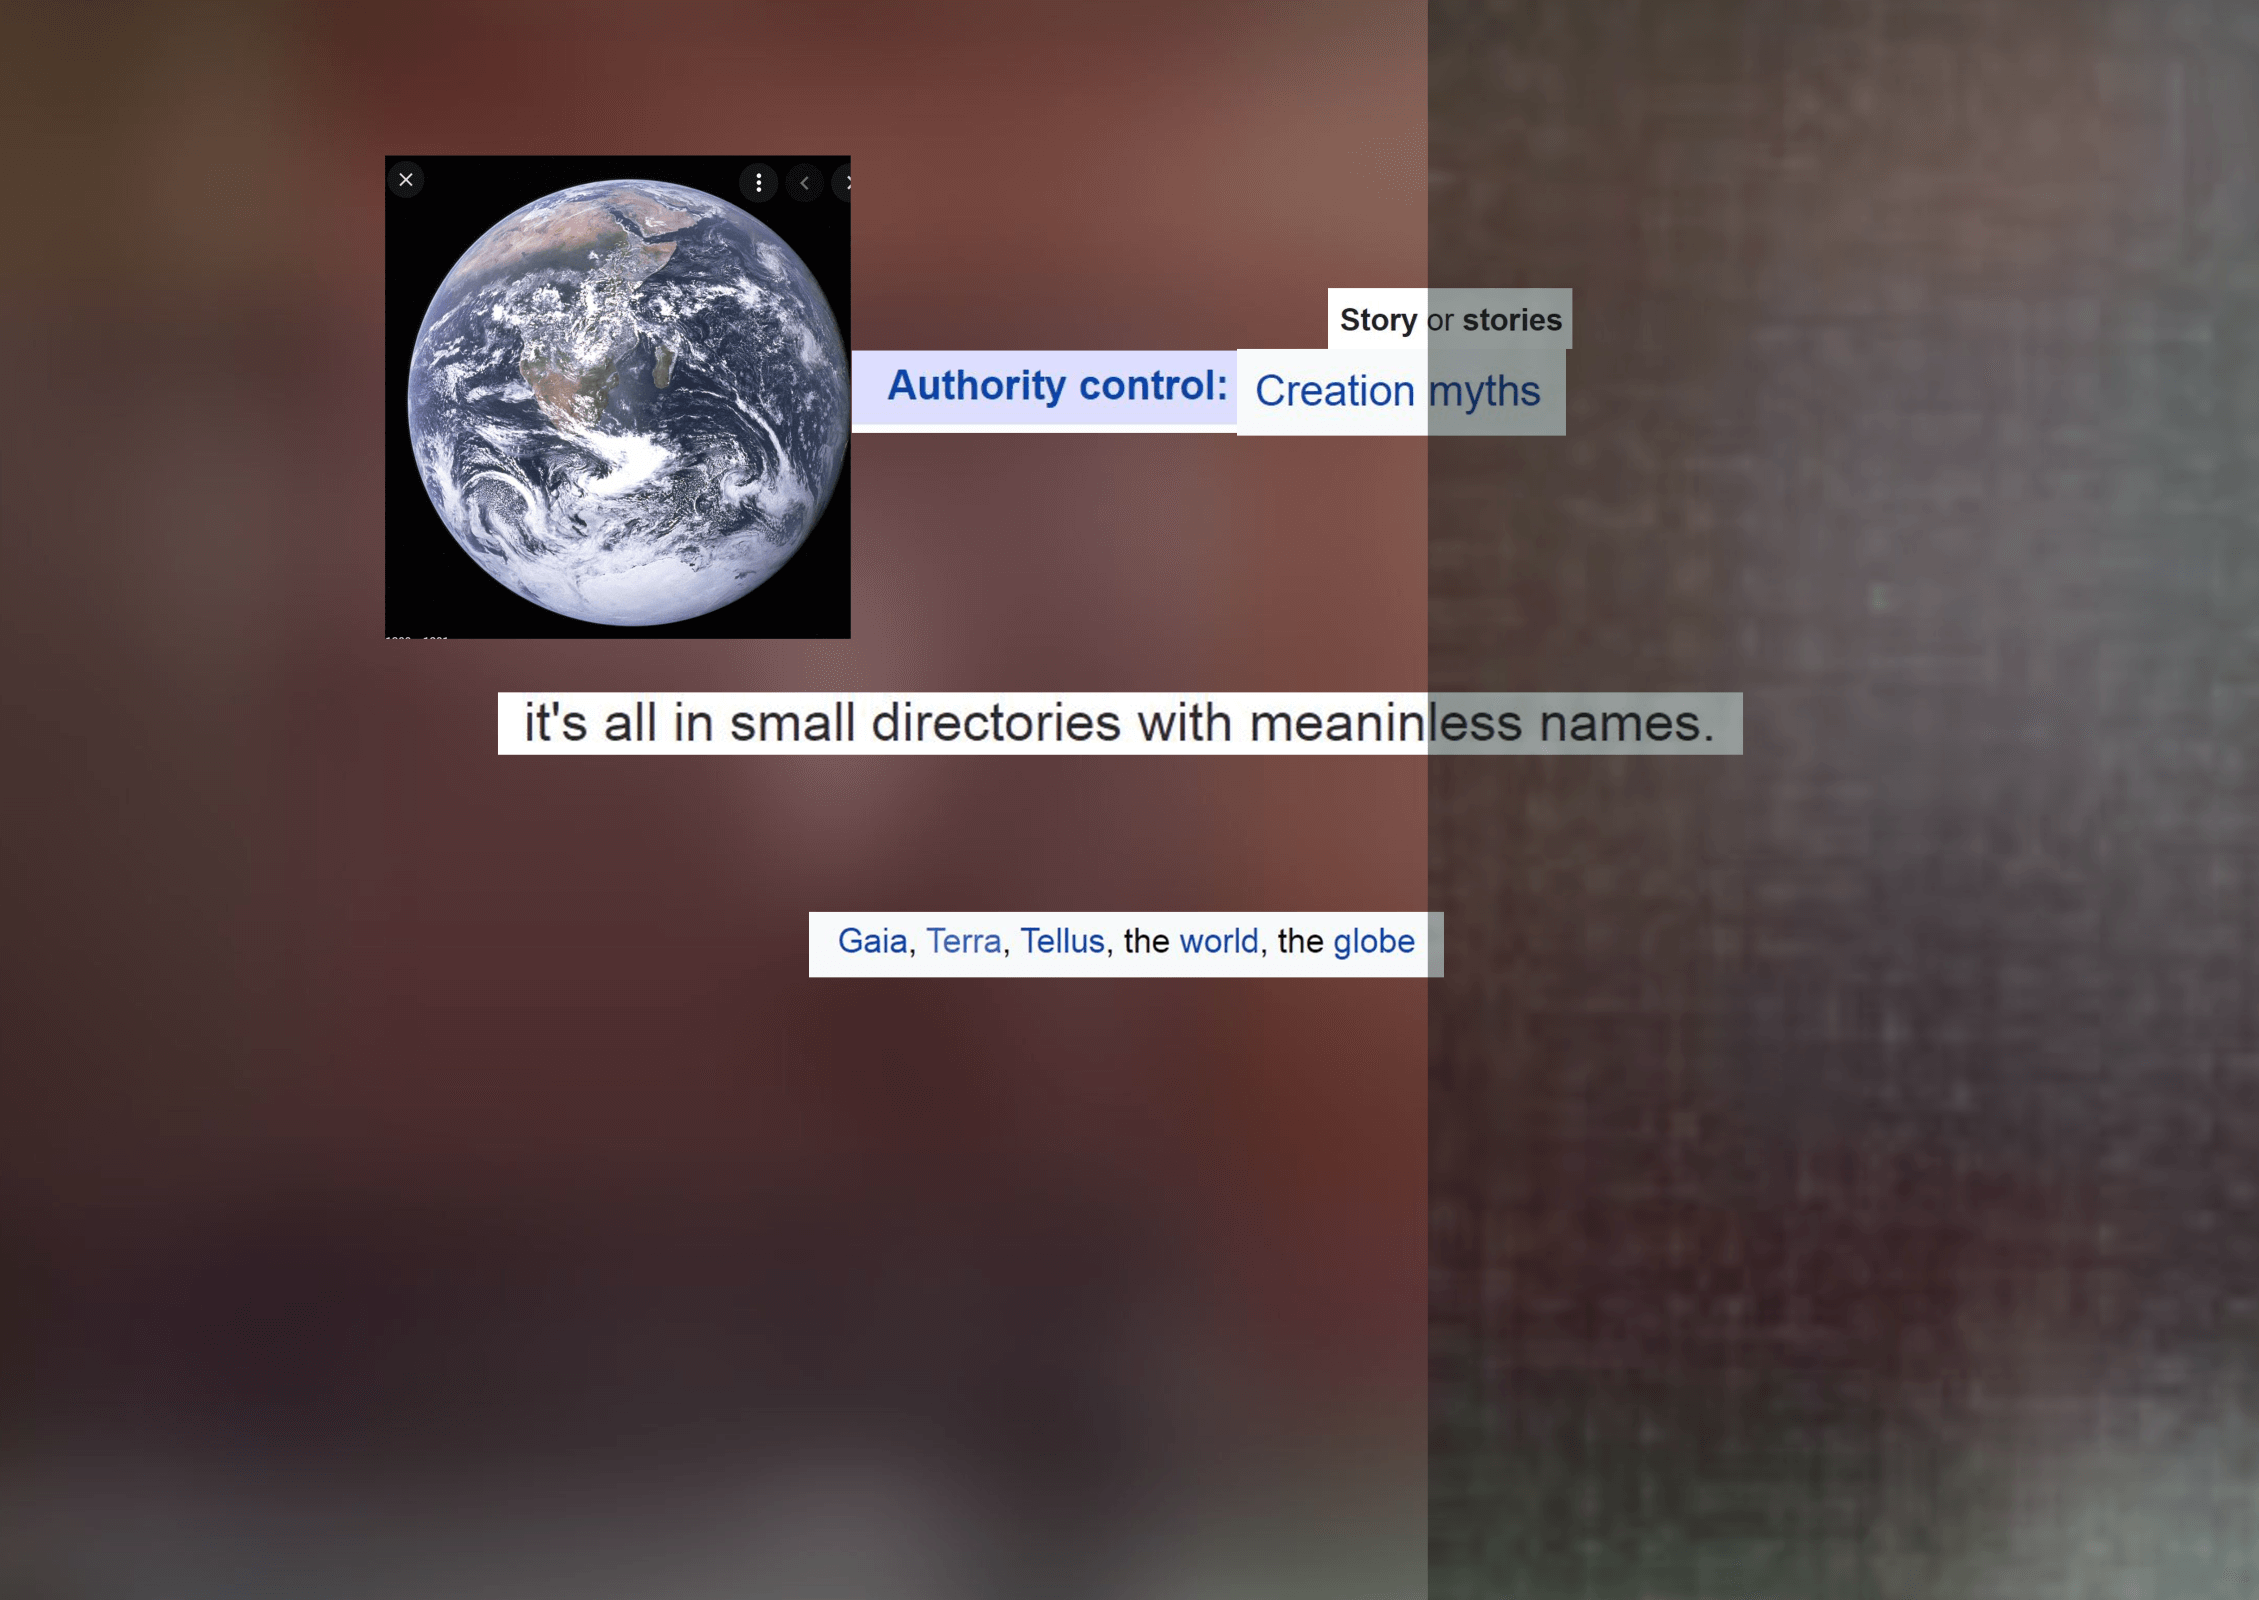 Story or stories
Authority control: Creation myths
it's all in small directories with meaninless names.
Gaia, Terra, Tellus, the world, the globe